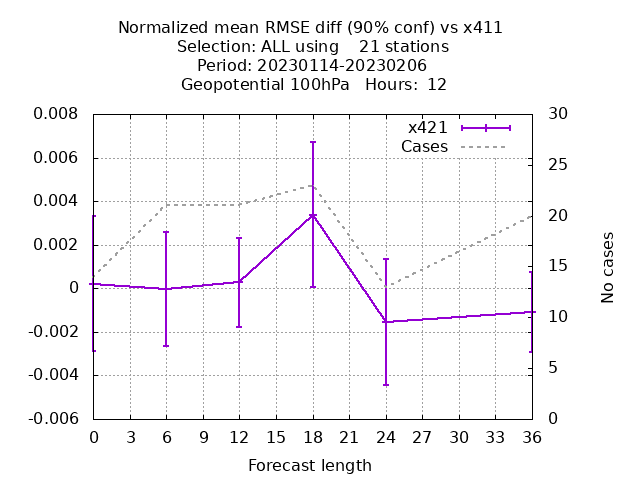 Normalized mean RMSE diff (90% conf) vs x411
Selection: ALL using    21 stations
Period: 20230114-20230206
Geopotential 100hPa   Hours:  12
x421
Cases
0.008
0.006
0.004
0.002
0
-0.002
-0.004
-0.006
30
25
20
15
10
5
0
No cases
0 3 6 9 12 15 18 21 24 27 30 33 36
Forecast length